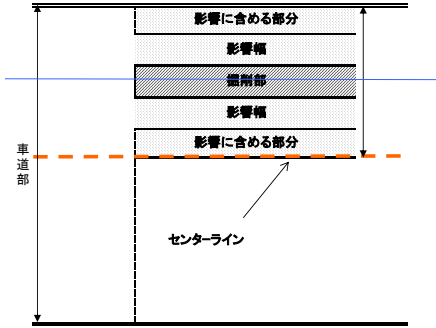 影響に含める部分
影響幅
掘削部
影響幅
影響に含める部分
車道部
センターライン